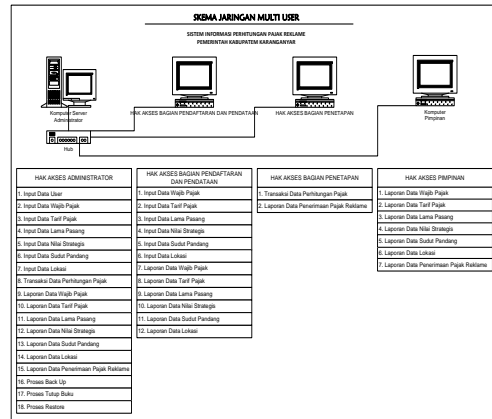 SKEMA JARINGAN MULTI USER
SISTEM INFORMASI PERHITUNGAN PAJAK REKLAME
PEMERINTAH KABUPATEM KARANGANYAR
Komputer Server
Administrator
HAK AKSES BAGIAN PENDAFTARAN DAN PENDATAAN
HAK AKSES BAGIAN PENETAPAN
Komputer
Pimpinan
Hub
HAK AKSES ADMINISTRATOR
1. Input Data User
2. Input Data Wajib Pajak
3. Input Data Tarif Pajak
4. Input Data Lama Pasang
5. Input Data Nilai Strategis
6. Input Data Sudut Pandang
7. Input Data Lokasi
8. Transaksi Data Perhitungan Pajak
9. Laporan Data Wajib Pajak
10. Laporan Data Tarif Pajak
11. Laporan Data Lama Pasang
12. Laporan Data Nilai Strategis
13. Laporan Data Sudut Pandang
14. Laporan Data Lokasi
15. Laporan Data Penerimaan Pajak Reklame
16. Proses Back Up
17. Proses Tutup Buku
18. Proses Restore
HAK AKSES BAGIAN PENDAFTARAN
DAN PENDATAAN
1. Input Data Wajib Pajak
2. Input Data Tarif Pajak
3. Input Data Lama Pasang
4. Input Data Nilai Strategis
5. Input Data Sudut Pandang
6. Input Data Lokasi
7. Laporan Data Wajib Pajak
8. Laporan Data Tarif Pajak
9. Laporan Data Lama Pasang
10. Laporan Data Nilai Strategis
11. Laporan Data Sudut Pandang
12. Laporan Data Lokasi
HAK AKSES BAGIAN PENETAPAN
1. Transaksi Data Perhitungan Pajak
2. Laporan Data Penerimaan Pajak Reklame
HAK AKSES PIMPINAN
1. Laporan Data Wajib Pajak
2. Laporan Data Tarif Pajak
3. Laporan Data Lama Pasang
4. Laporan Data Nilai Strategis
5. Laporan Data Sudut Pandang
6. Laporan Data Lokasi
7. Laporan Data Penerimaan Pajak Reklame